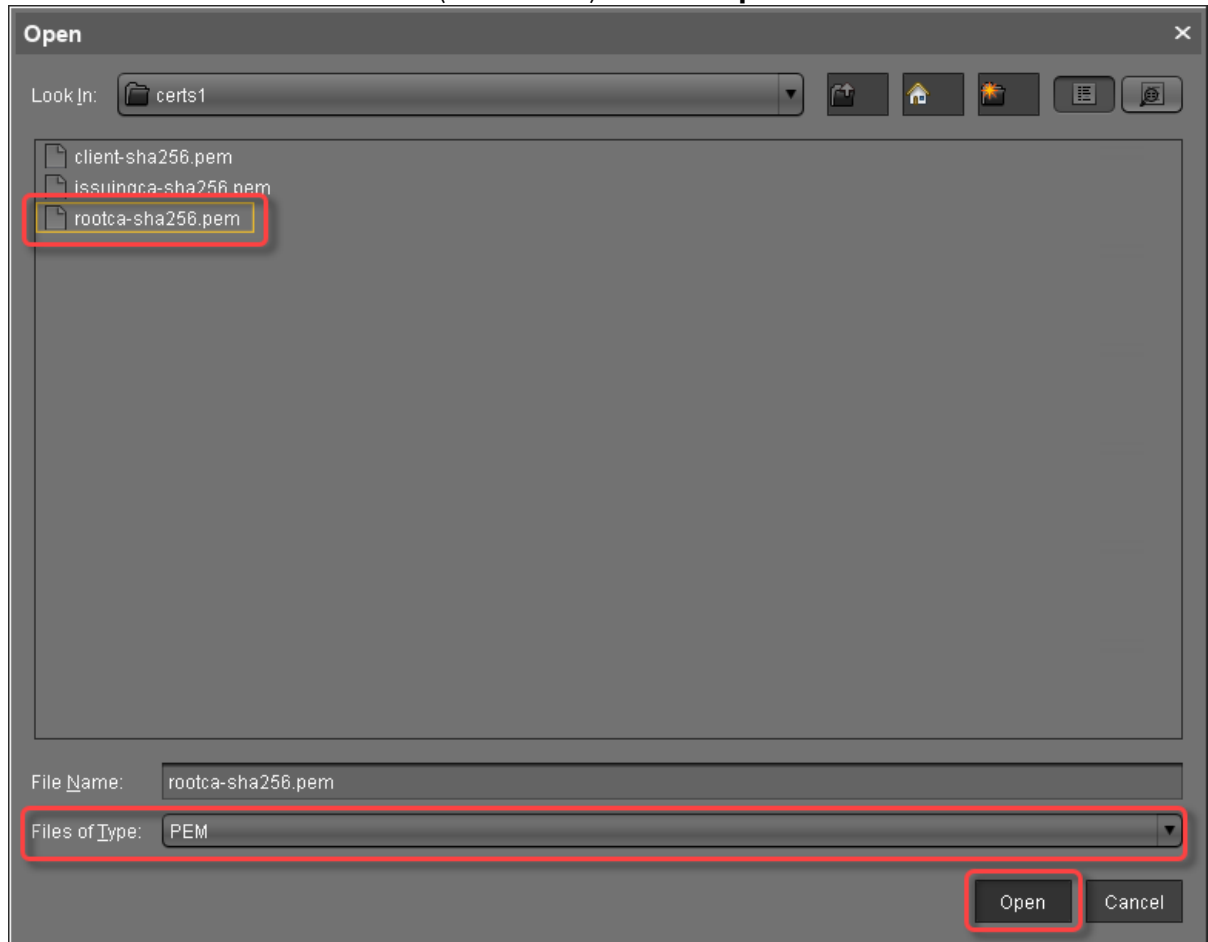 Open
Look In: certs1
client-sha256.pem
issuingca-sha256.pem
rootca-sha256.pem
File Name: rootca-sha256.pem
Files of Type: PEM
Open Cancel